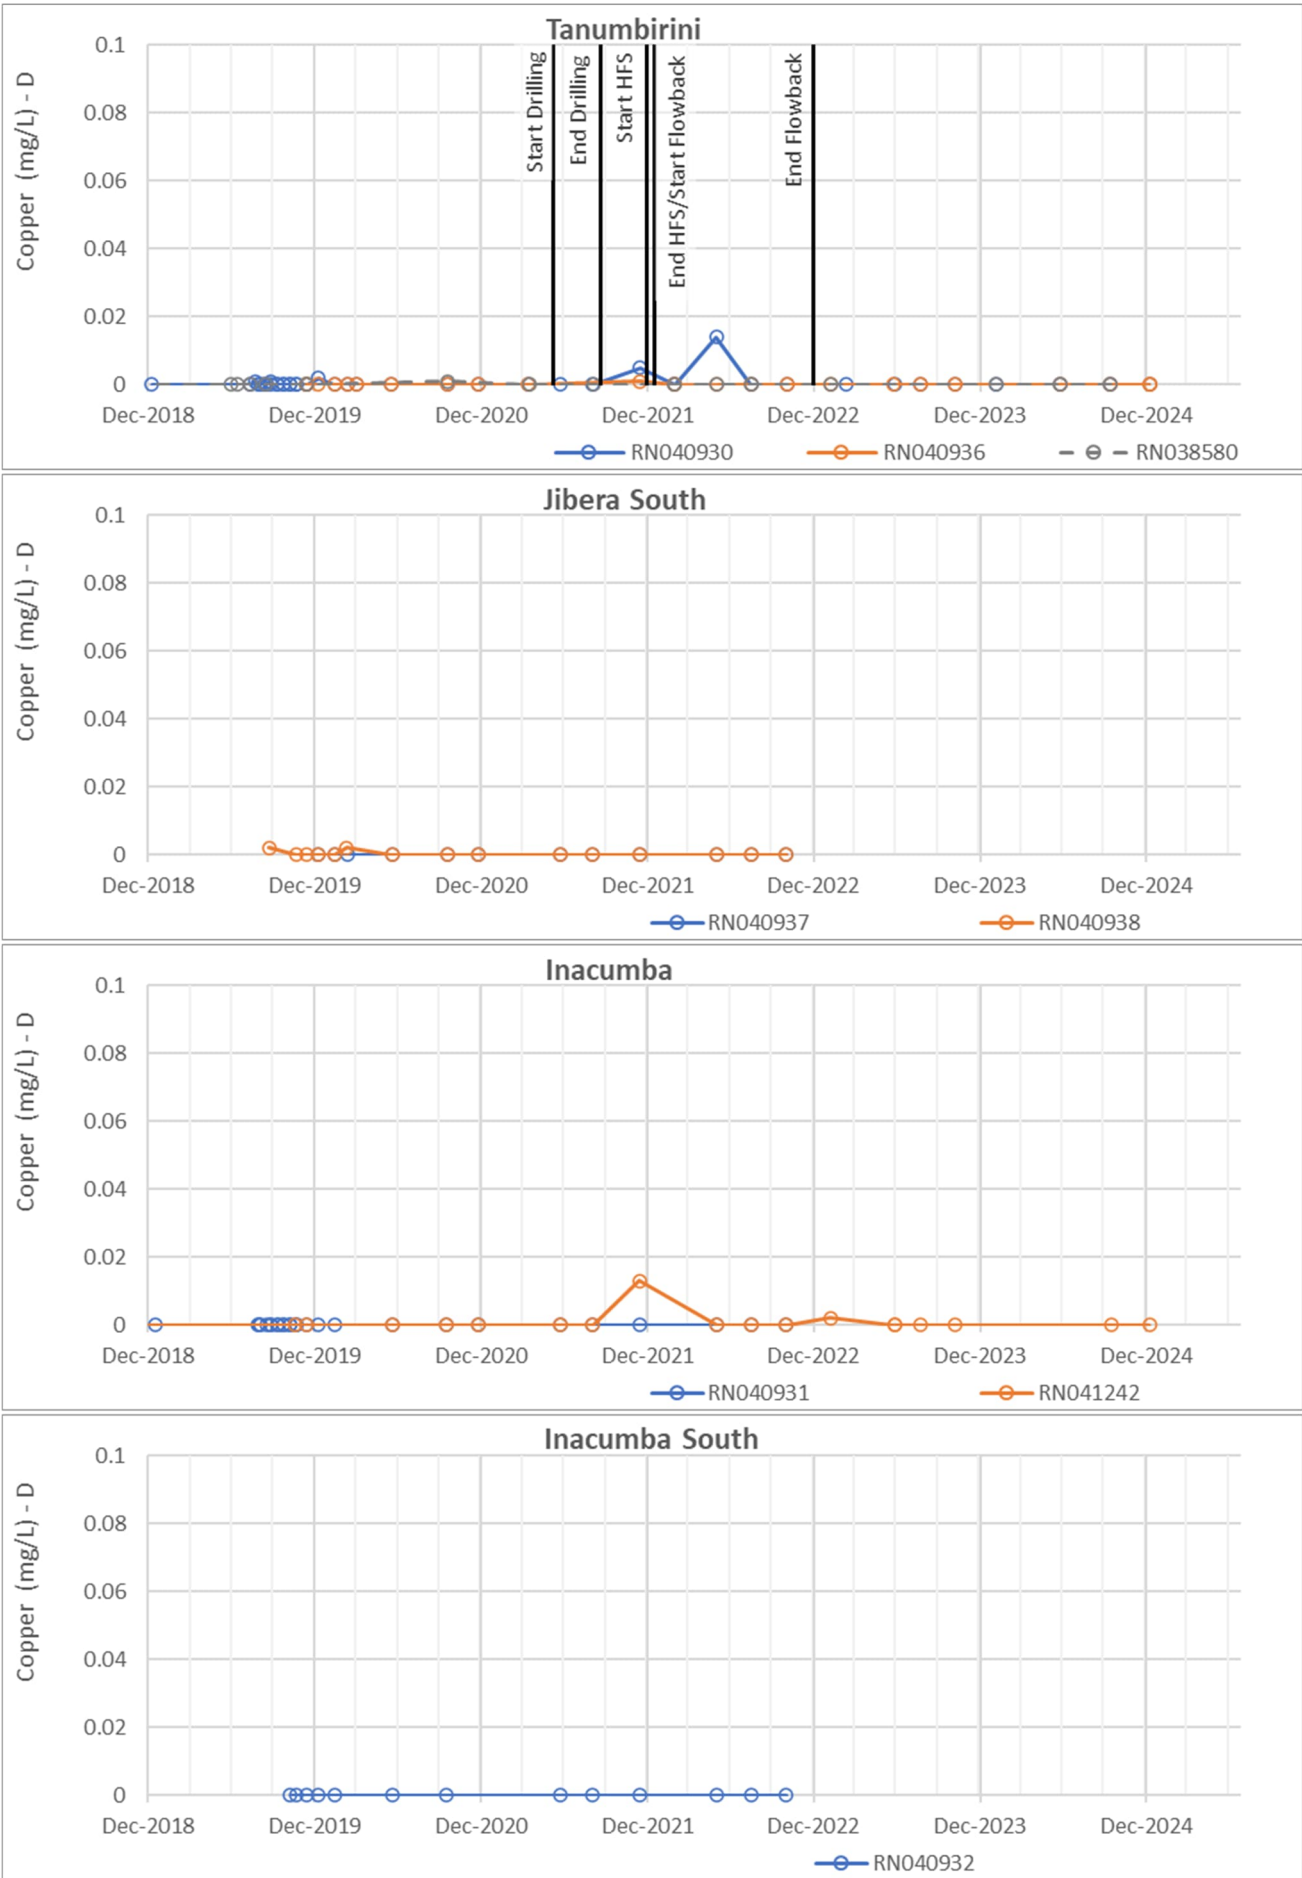 Tanumbirini
Copper (mg/L) - D
0.1
0.08
0.06
0.04
0.02
0
Start Drilling
End Drilling
Start HFS
End HFS/Start Flowback
End Flowback
Dec-2018 Dec-2019 Dec-2020 Dec-2021 Dec-2022 Dec-2023 Dec-2024
RN040930 RN040936 RN038580
Jibera South
Copper (mg/L) - D
0.1
0.08
0.06
0.04
0.02
0
Dec-2018 Dec-2019 Dec-2020 Dec-2021 Dec-2022 Dec-2023 Dec-2024
RN040937 RN040938
Inacumba
Copper (mg/L) - D
0.1
0.08
0.06
0.04
0.02
0
Dec-2018 Dec-2019 Dec-2020 Dec-2021 Dec-2022 Dec-2023 Dec-2024
RN040931 RN041242
Inacumba South
Copper (mg/L) - D
0.1
0.08
0.06
0.04
0.02
0
Dec-2018 Dec-2019 Dec-2020 Dec-2021 Dec-2022 Dec-2023 Dec-2024
RN040932